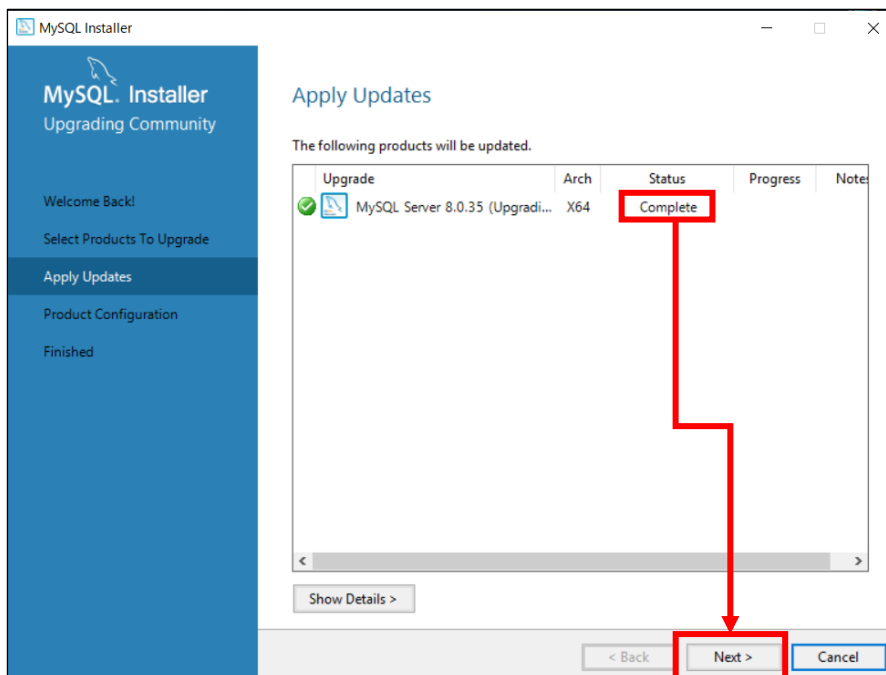 MySQL Installer
MySQL. Installer
Upgrading Community
Welcome Back!
Select Products To Upgrade
Apply Updates
Product Configuration
Finished
Apply Updates
The following products will be updated.
Upgrade Arch Status Progress Notes
MySQL Server 8.0.35 (Upgradi... X64 Complete
Show Details >
< Back Next > Cancel